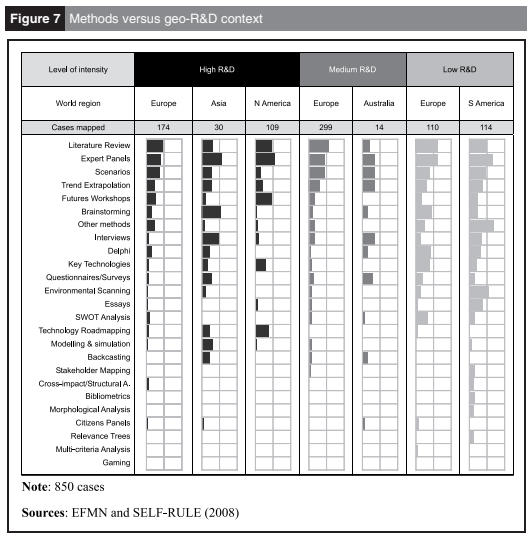 Figure 7 Methods versus geo-R&D context
Level of intensity High R&D Medium R&D Low R&D
World region Europe Asia N America Europe Australia Europe S America
Cases mapped 174 30 109 299 14 110 114
Literature Review
Expert Panels
Scenarios
Trend Extrapolation
Futures Workshops
Brainstorming
Other methods
Interviews
Delphi
Key Technologies
Questionnaires/Surveys
Environmental Scanning
Essays
SWOT Analysis
Technology Roadmapping
Modelling & simulation
Backcasting
Stakeholder Mapping
Cross-impact/Structural A.
Bibliometrics
Morphological Analysis
Citizens Panels
Relevance Trees
Multi-criteria Analysis
Gaming
Note: 850 cases
Sources: EFMN and SELF-RULE (2008)